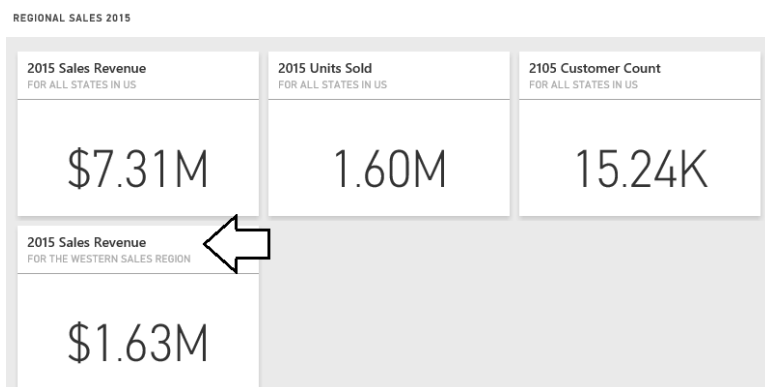 REGIONAL SALES 2015
2015 Sales Revenue
FOR ALL STATES IN US
$7.31M
2015 Units Sold
FOR ALL STATES IN US
1.60M
2105 Customer Count
FOR ALL STATES IN US
15.24K
2015 Sales Revenue
FOR THE WESTERN SALES REGION
$1.63M